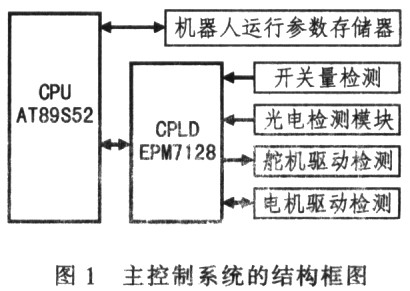 机器人运行参数存储器
CPU
AT89S52
CPLD
EPM7128
开关量检测
光电检测模块
舵机驱动检测
电机驱动检测
图 1 主控制系统的结构框图